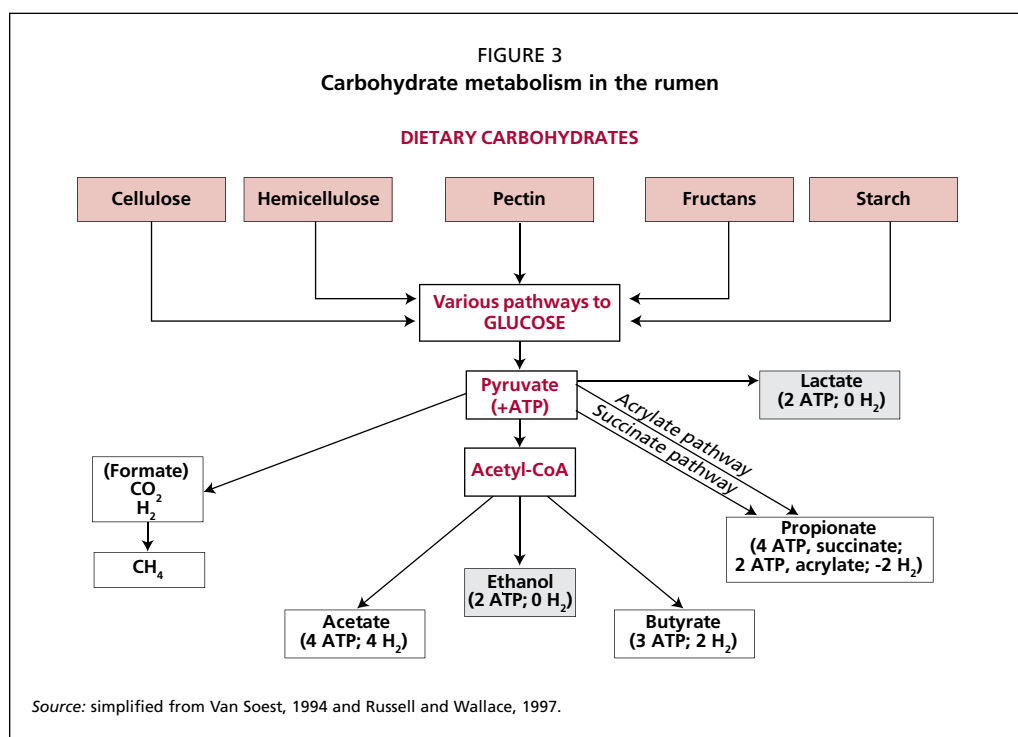 FIGURE 3
Carbohydrate metabolism in the rumen
DIETARY CARBOHYDRATES
Cellulose
Hemicellulose
Pectin
Fructans
Starch
Various pathways to
GLUCOSE
Pyruvate
(+ATP)
Lactate
(2 ATP; 0 H₂)
Acrylate pathway
Succinate pathway
Acetyl-CoA
(Formate)
CO₂
H₂
CH₄
Propionate
(4 ATP, succinate;
2 ATP, acrylate; -2 H₂)
Ethanol
(2 ATP; 0 H₂)
Acetate
(4 ATP; 4 H₂)
Butyrate
(3 ATP; 2 H₂)
Source: simplified from Van Soest, 1994 and Russell and Wallace, 1997.